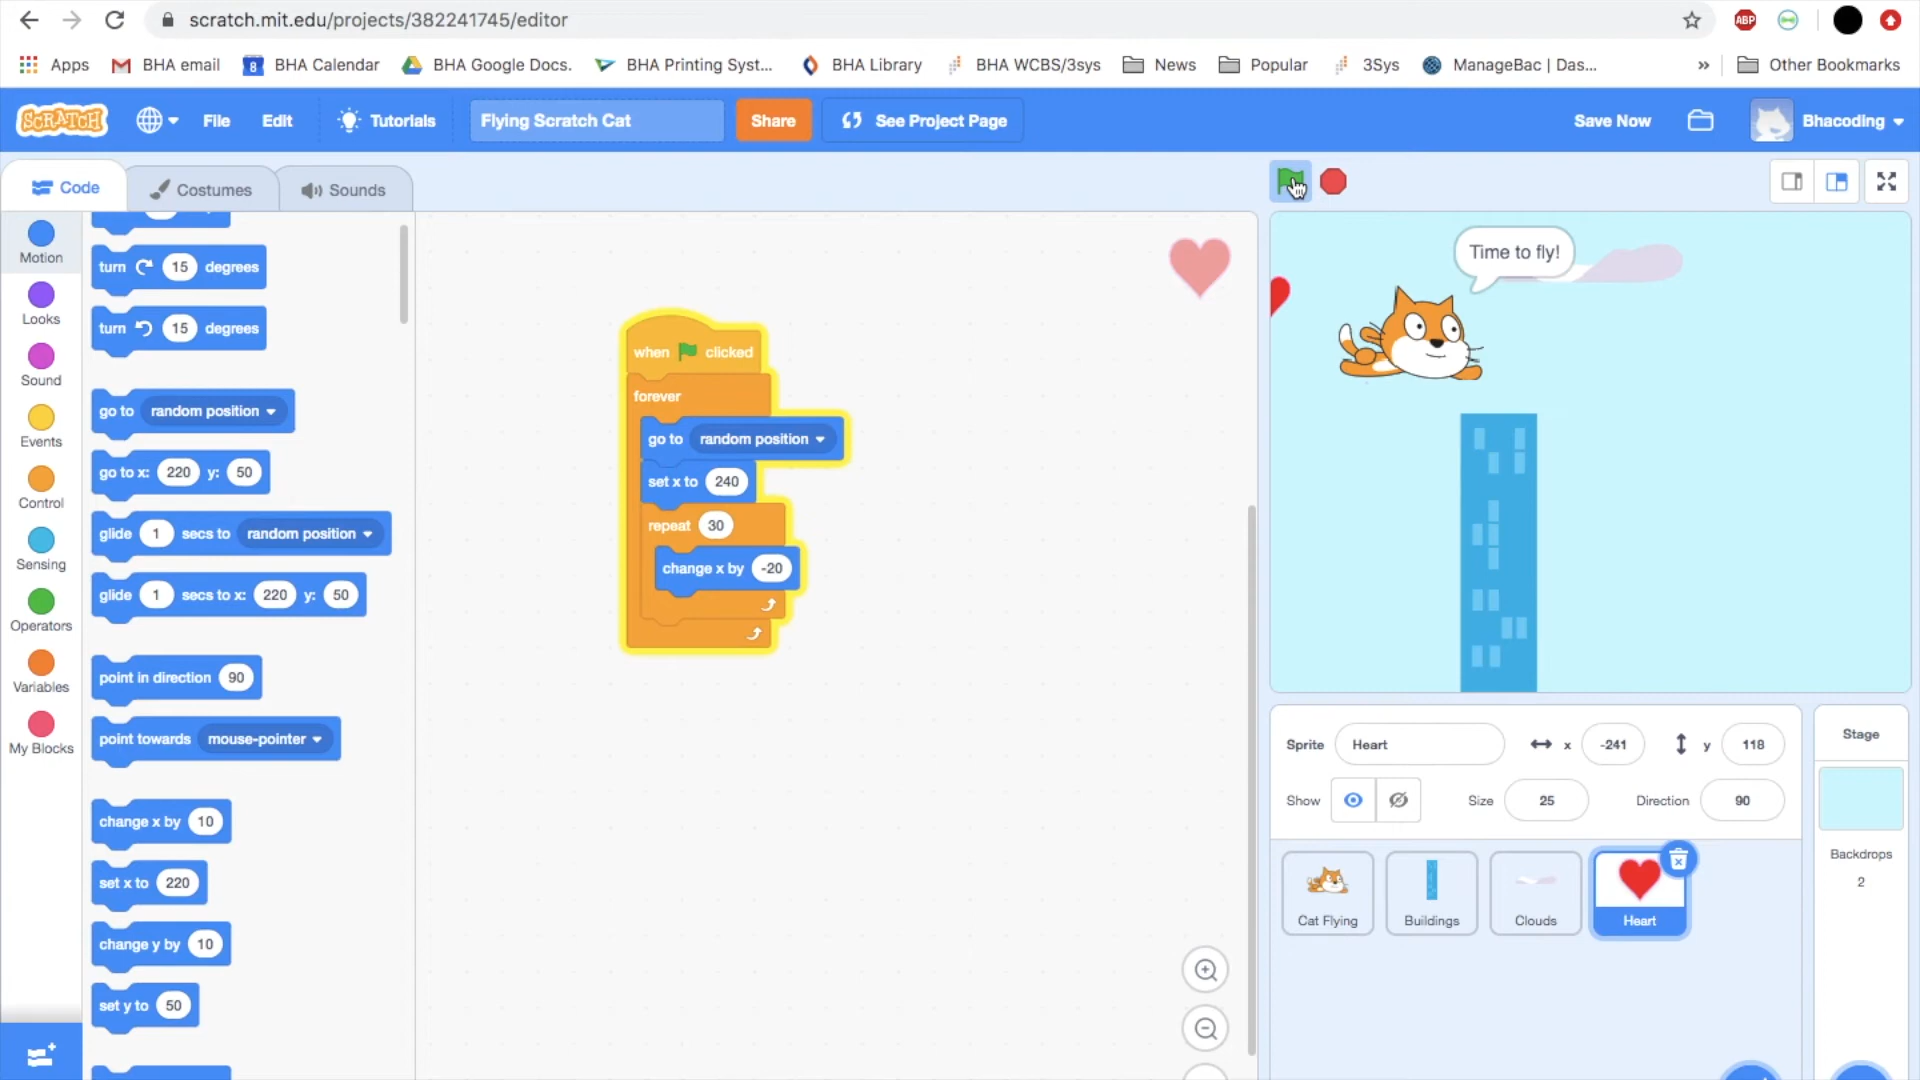 scratch.mit.edu/projects/382241745/editor
ABP
Apps
BHA email
8
BHA Calendar
BHA Google Docs.
BHA Printing Syst...
BHA Library
BHA WCBS/3sys
News
Popular
3Sys
ManageBac | Das...
»
Other Bookmarks
SCRATCH
File
Edit
Tutorials
Flying Scratch Cat
Share
See Project Page
Save Now
Bhacoding
Code
Costumes
Sounds
Motion
Looks
Sound
Events
Control
Sensing
Operators
Variables
My Blocks
turn 15 degrees
turn 15 degrees
go to random position
go to x: 220 y: 50
glide 1 secs to random position
glide 1 secs to x: 220 y: 50
point in direction 90
point towards mouse-pointer
change x by 10
set x to 220
change y by 10
set y to 50
when clicked
forever
go to random position
set x to 240
repeat 30
change x by -20
Time to fly!
Sprite Heart x -241 y 118
Show Size 25 Direction 90
Cat Flying
Buildings
Clouds
Heart
Stage
Backdrops
2